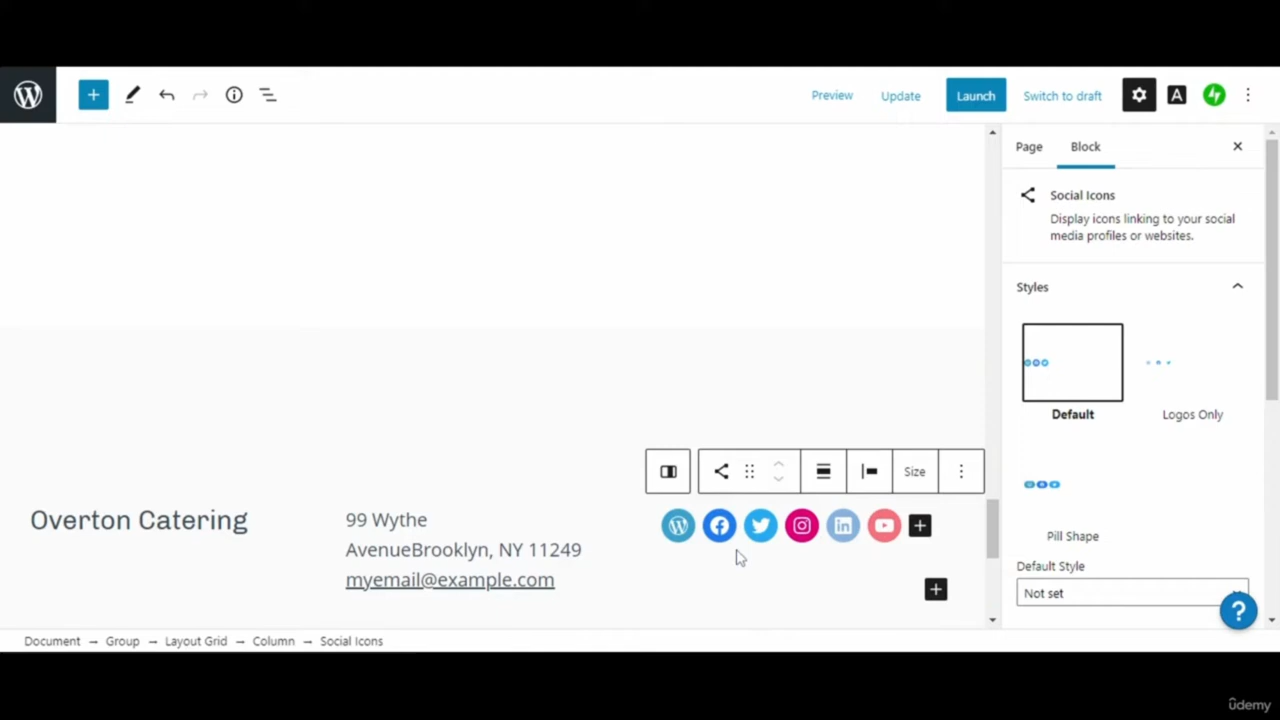 Preview
Update
Launch
Switch to draft
A
Page
Block
Social Icons
Display icons linking to your social
media profiles or websites.
Styles
Default
Logos Only
Pill Shape
Default Style
Not set
?
Size
Overton Catering
99 Wythe
AvenueBrooklyn, NY 11249
myemail@example.com
Document → Group → Layout Grid → Column → Social Icons
ûdemy